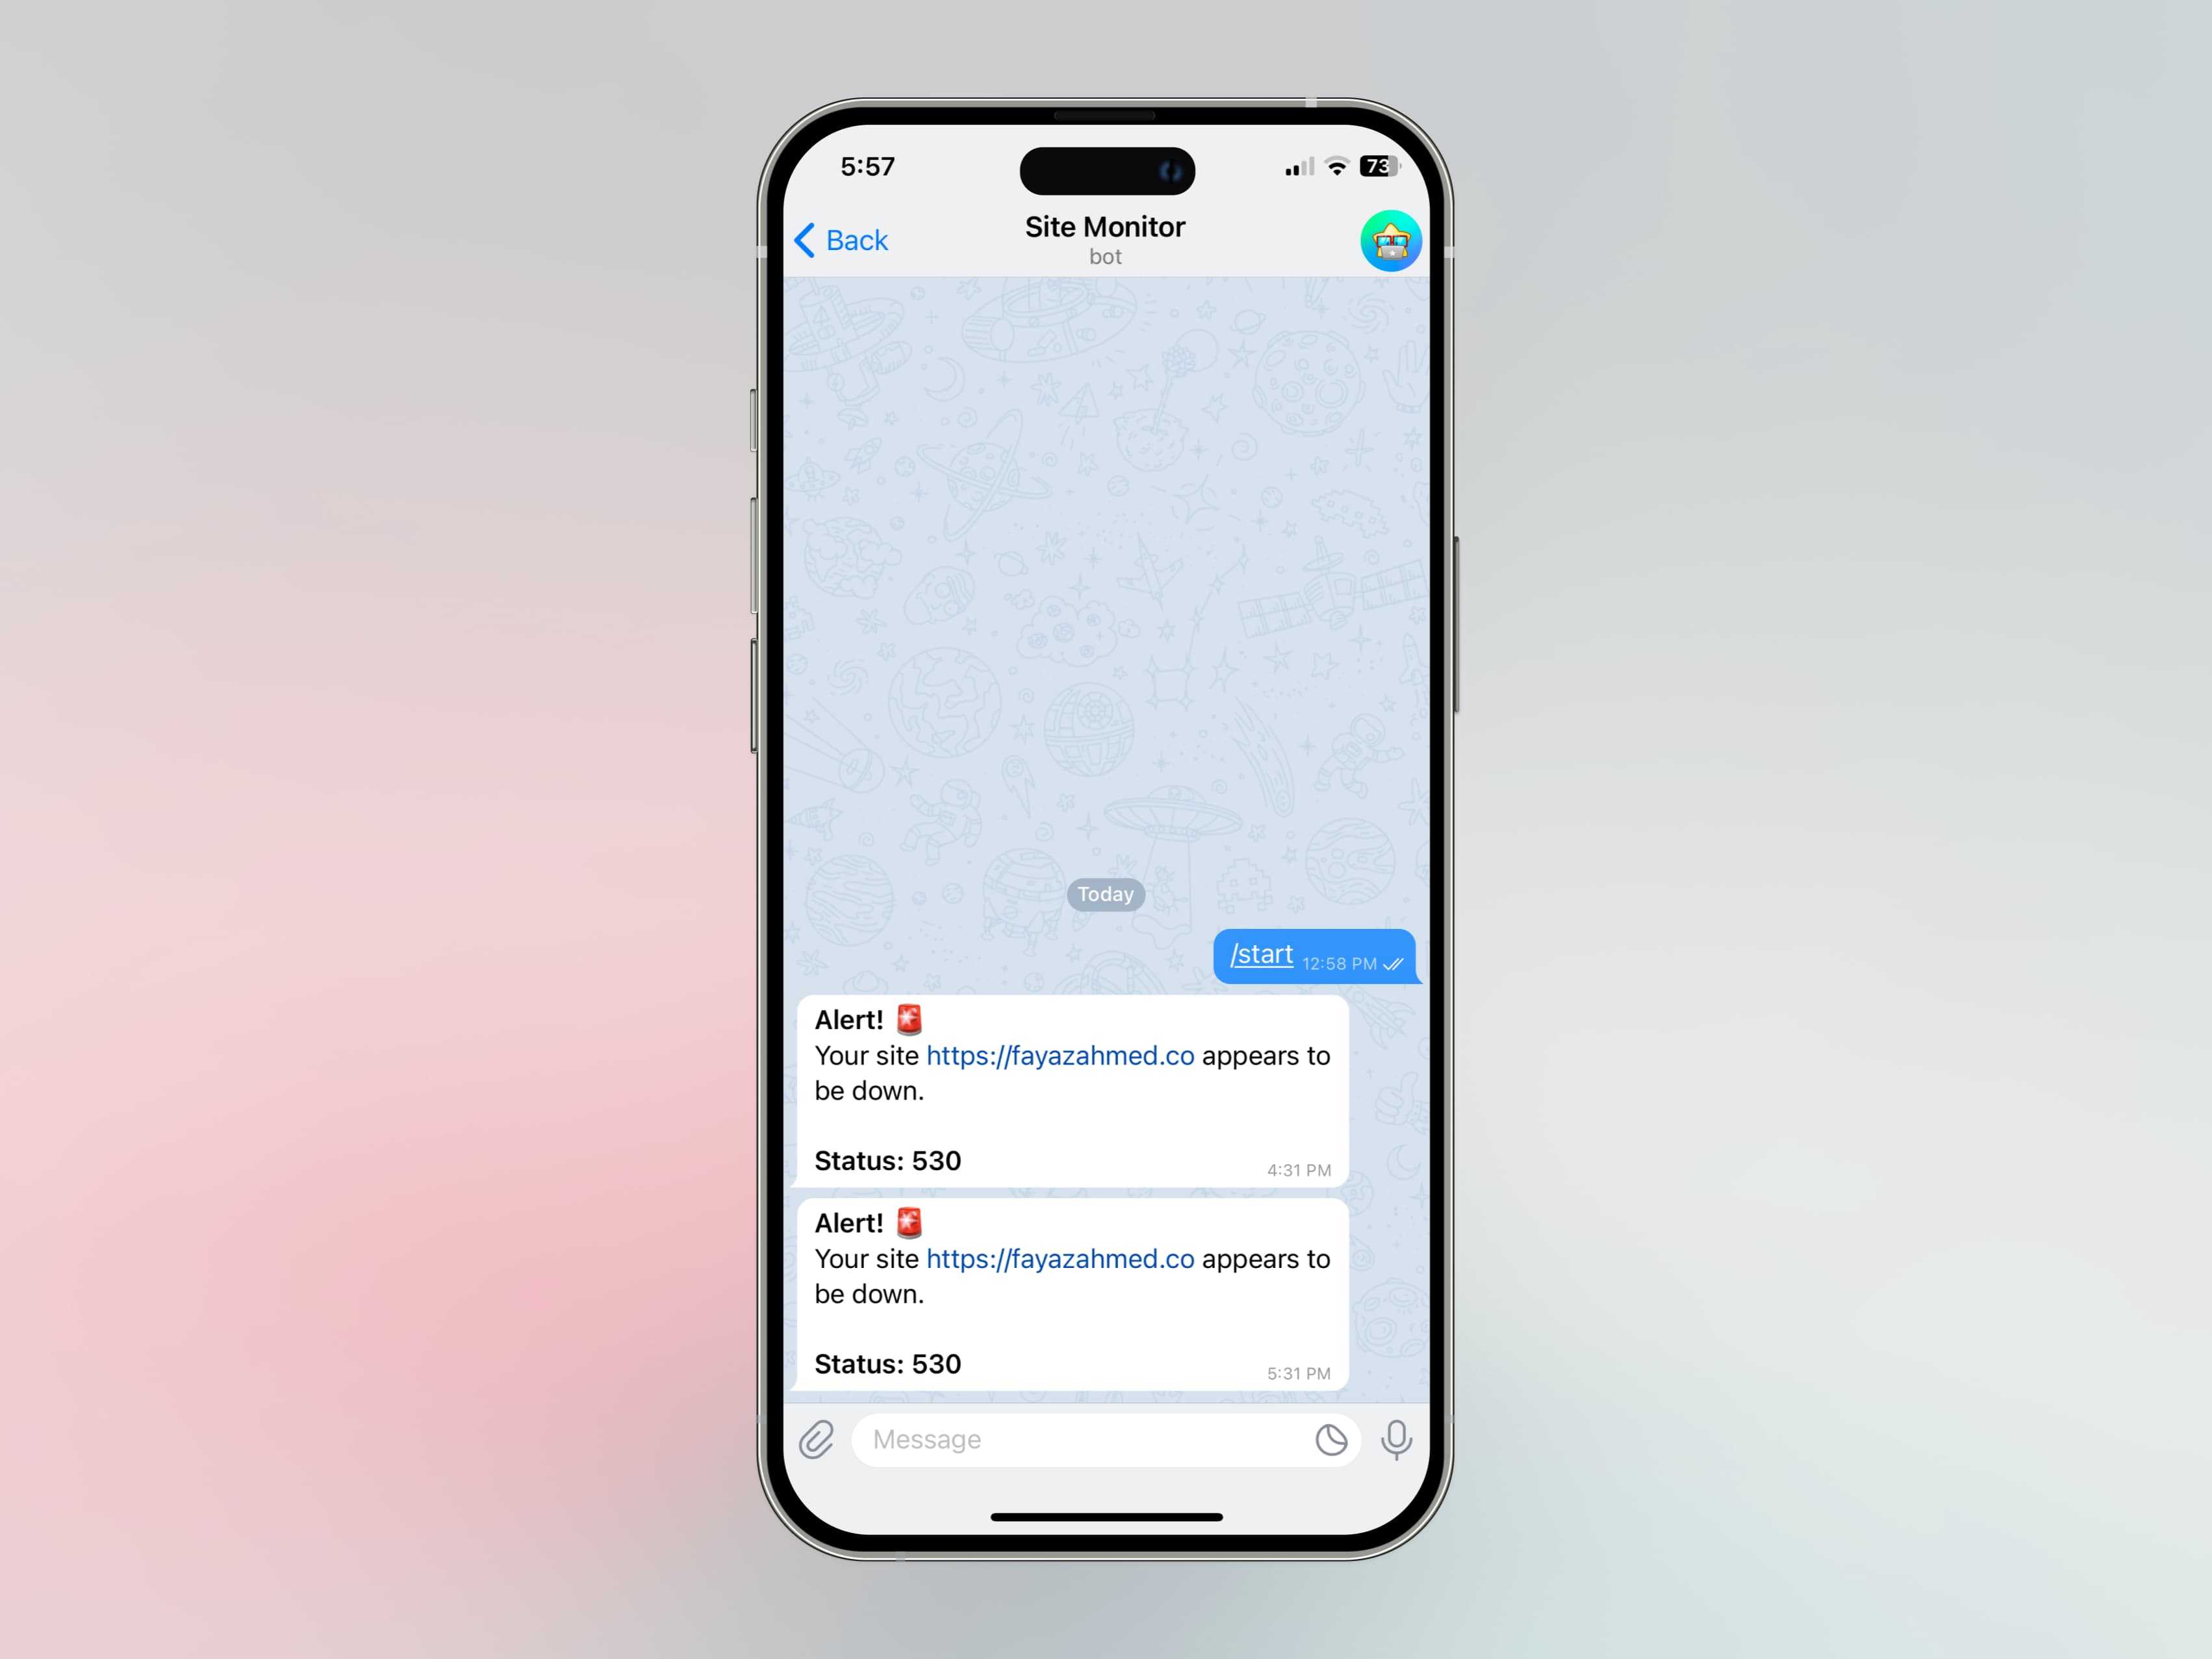 5:57
73
Back
Site Monitor
bot
Today
/start 12:58 PM
Alert! 🚨
Your site https://fayazahmed.co appears to
be down.
Status: 530
4:31 PM
Alert! 🚨
Your site https://fayazahmed.co appears to
be down.
Status: 530
5:31 PM
Message